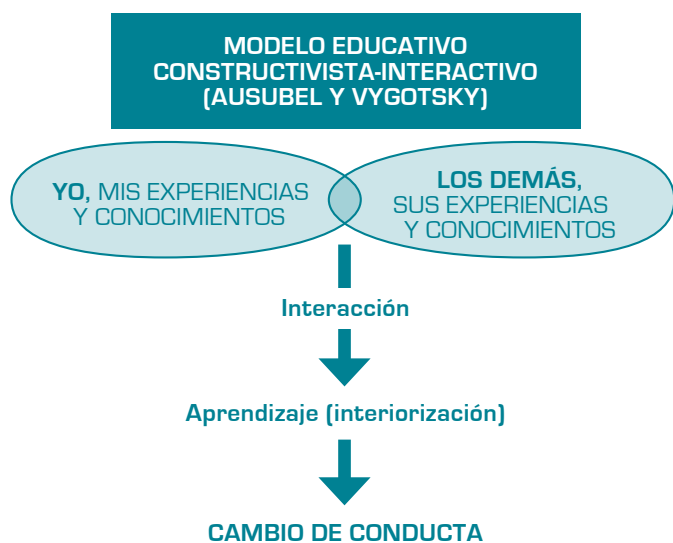 MODELO EDUCATIVO
CONSTRUCTIVISTA-INTERACTIVO
(AUSUBEL Y VYGOTSKY)
YO, MIS EXPERIENCIAS
Y CONOCIMIENTOS
LOS DEMÁS,
SUS EXPERIENCIAS
Y CONOCIMIENTOS
Interacción
Aprendizaje (interiorización)
CAMBIO DE CONDUCTA